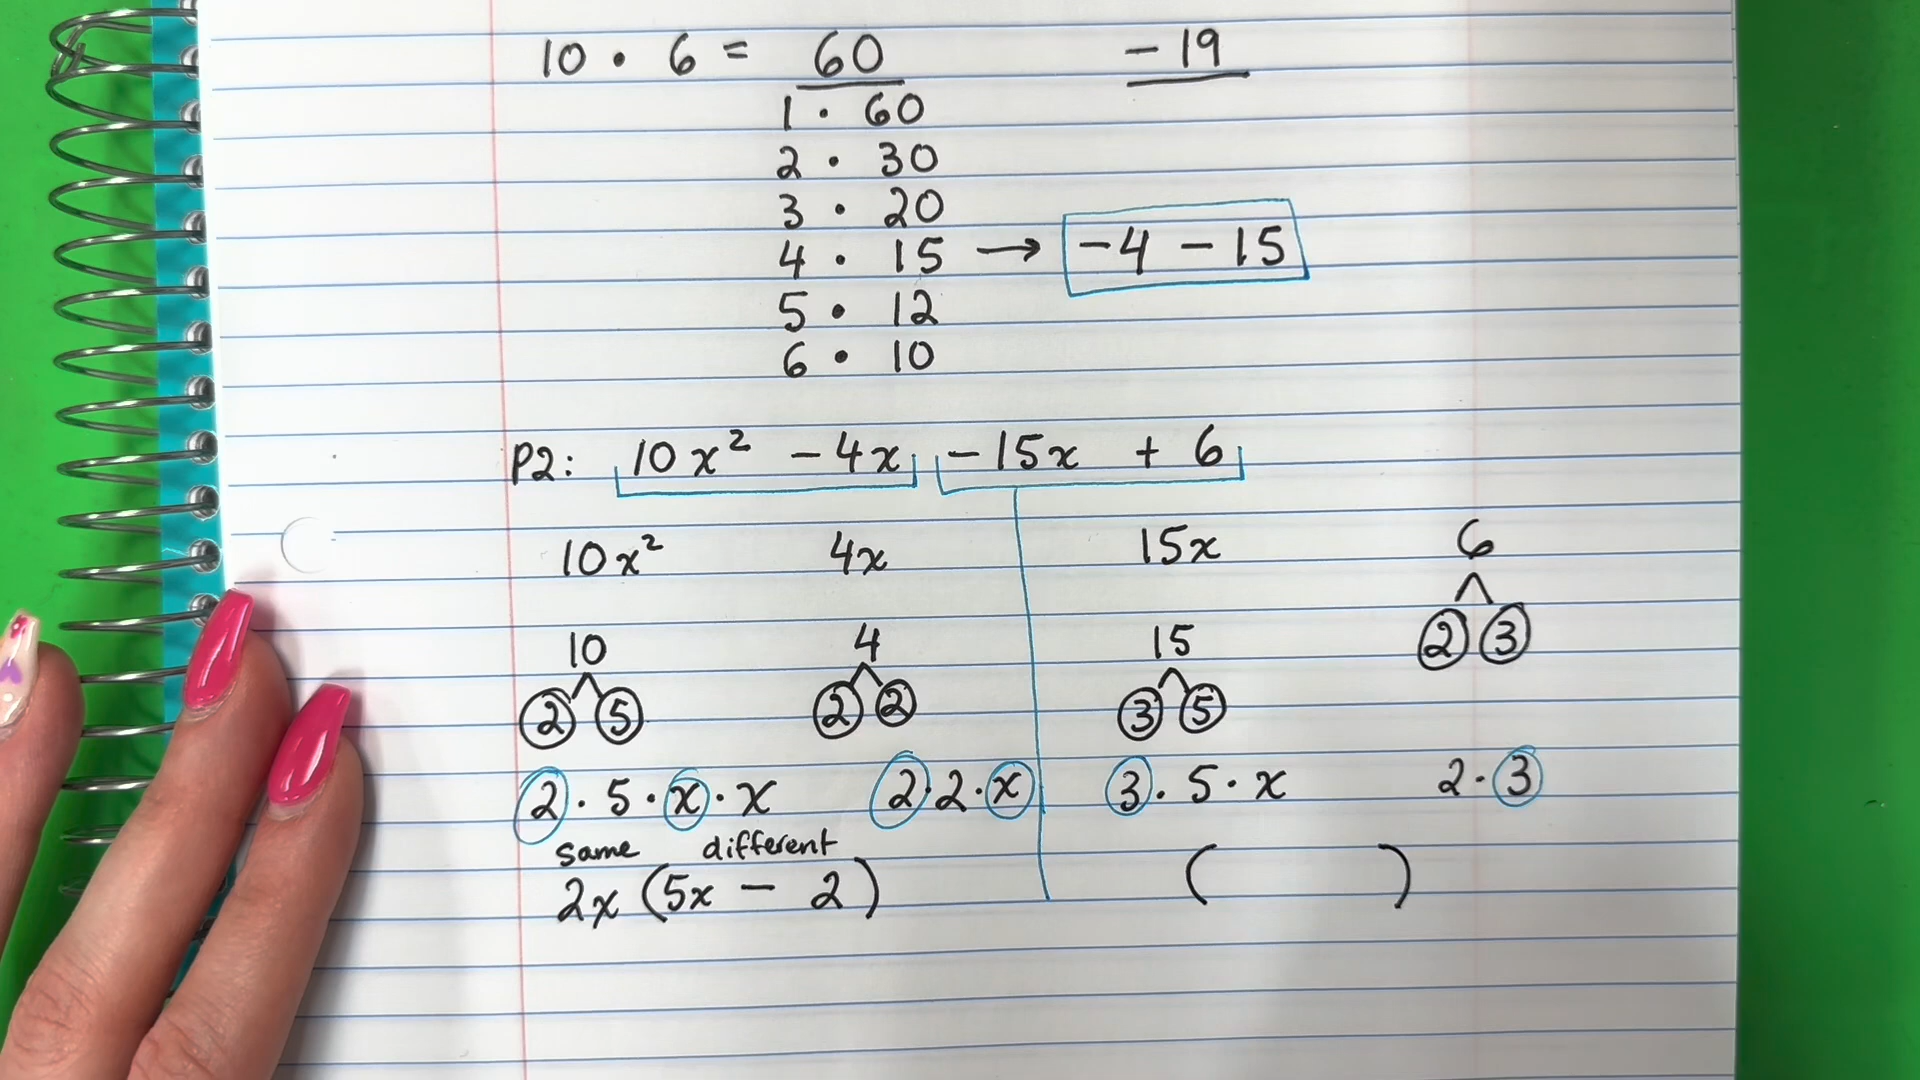 10 · 6 = 60 - 19
1 · 60
2 · 30
3 · 20
4 · 15 → -4 - 15
5 · 12
6 · 10
P2: 10x² - 4x - 15x + 6
10x² 4x 15x 6
2 3
10 4 15
2 5 2 2 3 5
2 · 5 · x · x 2 · 2 · x 3 · 5 · x 2 · 3
same different
2x (5x - 2) ( )